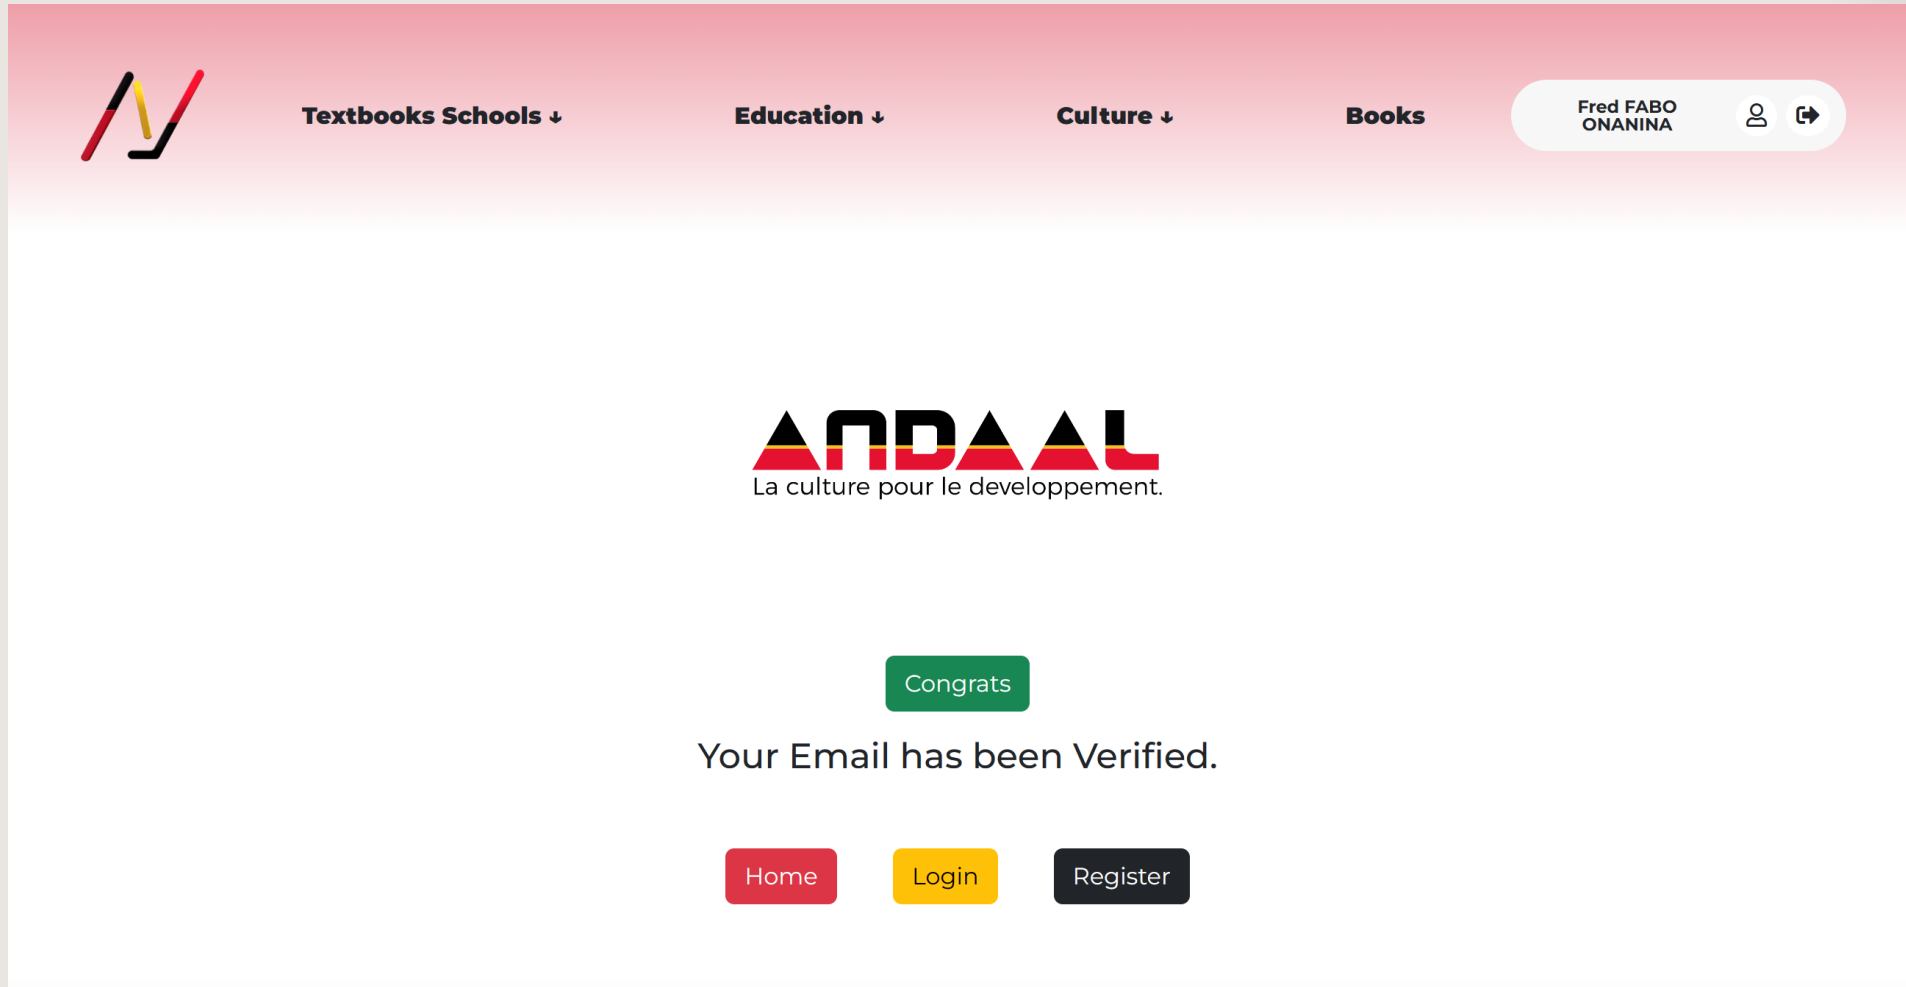 Textbooks Schools ↓
Education ↓
Culture ↓
Books
Fred FABO
ONANINA
ANDAAL
La culture pour le developpement.
Congrats
Your Email has been Verified.
Home
Login
Register